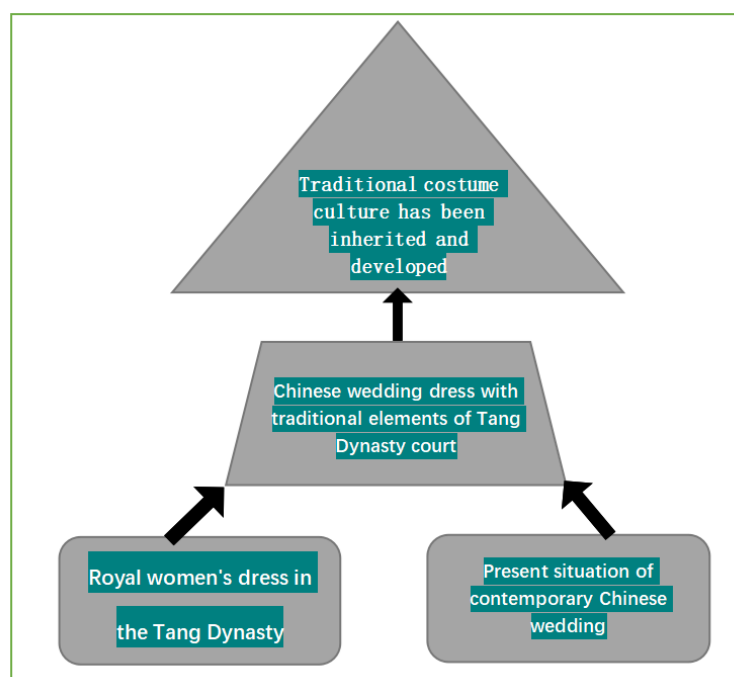 Traditional costume
culture has been
inherited and
developed
Chinese wedding dress with
traditional elements of Tang
Dynasty court
Royal women's dress in
the Tang Dynasty
Present situation of
contemporary Chinese
wedding